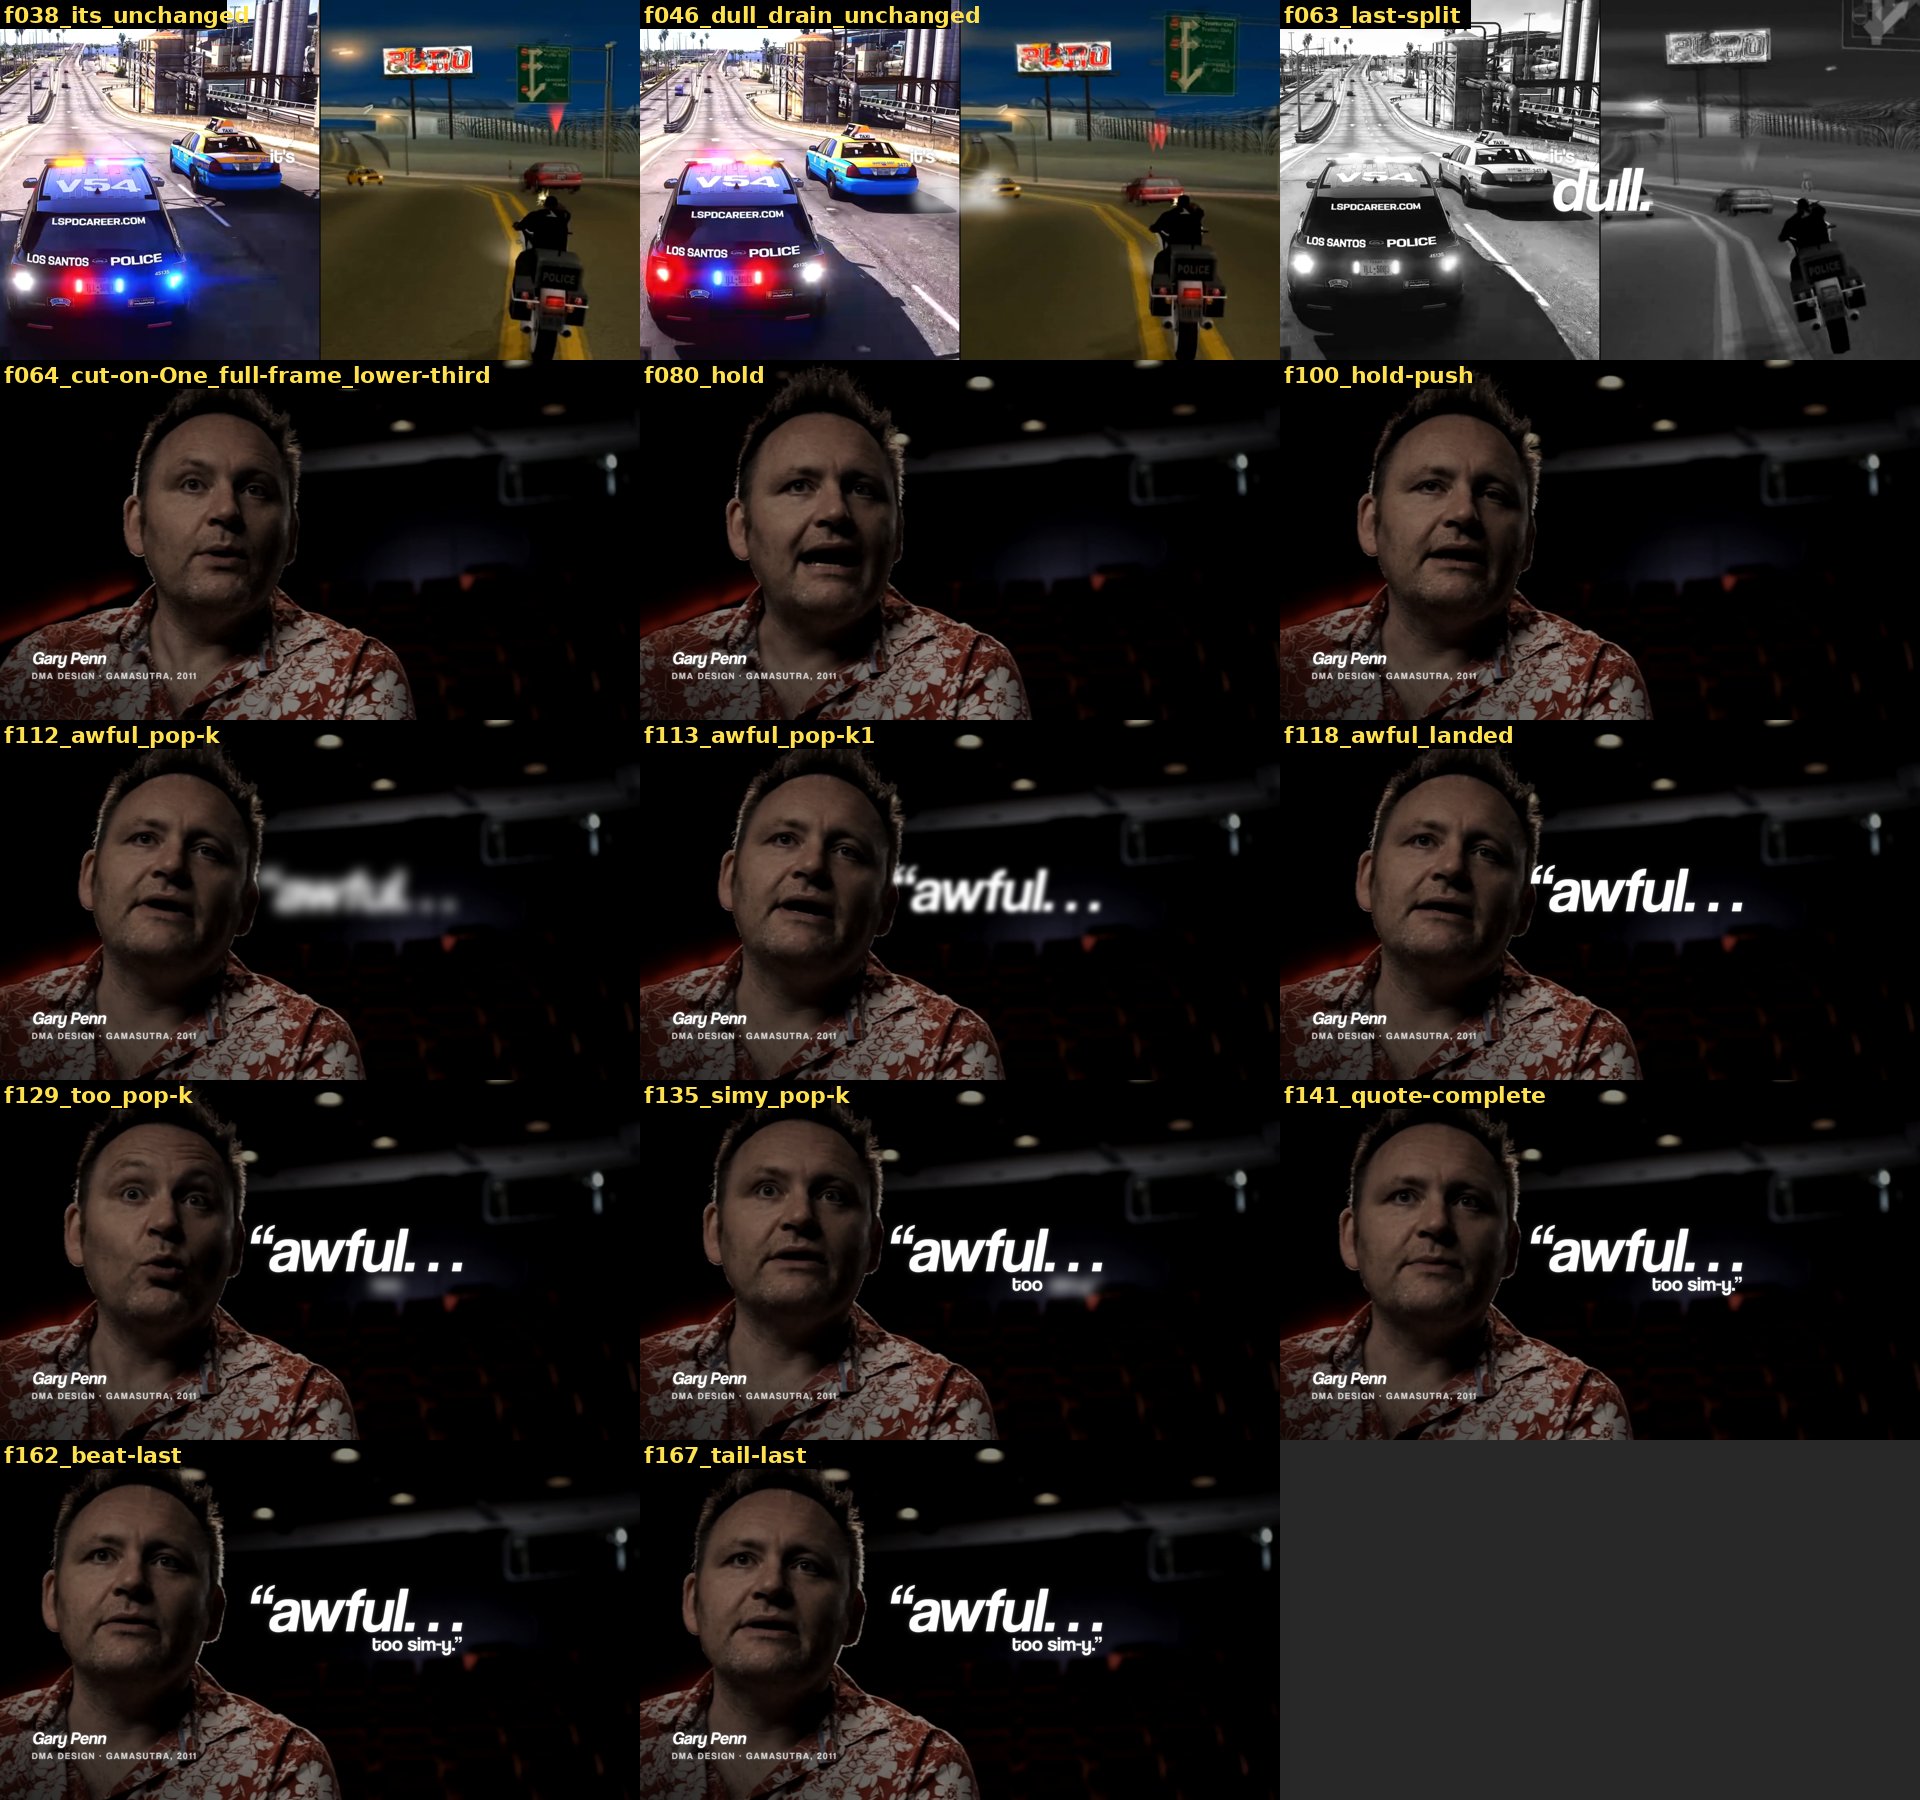 f038_its_unchanged
f046_dull_drain_unchanged
f063_last-split
TAXI
it's
V54
LSPDCAREER.COM
LOS SANTOS POLICE
POLICE
TAXI
it's
V54
LSPDCAREER.COM
LOS SANTOS POLICE
POLICE
TAXI
it's
dull.
V54
LSPDCAREER.COM
LOS SANTOS POLICE
POLICE
f064_cut-on-One_full-frame_lower-third
f080_hold
f100_hold-push
Gary Penn
DMA DESIGN · GAMASUTRA, 2011
Gary Penn
DMA DESIGN · GAMASUTRA, 2011
Gary Penn
DMA DESIGN · GAMASUTRA, 2011
f112_awful_pop-k
f113_awful_pop-k1
f118_awful_landed
“awful...
“awful...
“awful...
Gary Penn
DMA DESIGN · GAMASUTRA, 2011
Gary Penn
DMA DESIGN · GAMASUTRA, 2011
Gary Penn
DMA DESIGN · GAMASUTRA, 2011
f129_too_pop-k
f135_simy_pop-k
f141_quote-complete
“awful...
“awful...
too
“awful...
too sim-y.”
Gary Penn
DMA DESIGN · GAMASUTRA, 2011
Gary Penn
DMA DESIGN · GAMASUTRA, 2011
Gary Penn
DMA DESIGN · GAMASUTRA, 2011
f162_beat-last
f167_tail-last
“awful...
too sim-y.”
“awful...
too sim-y.”
Gary Penn
DMA DESIGN · GAMASUTRA, 2011
Gary Penn
DMA DESIGN · GAMASUTRA, 2011